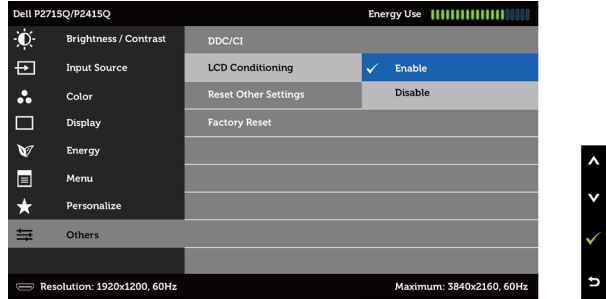 Dell P2715Q/P2415Q Energy Use
Brightness / Contrast DDC/CI
Input Source LCD Conditioning Enable
Color Reset Other Settings Disable
Display Factory Reset
Energy
Menu
Personalize
Others
Resolution: 1920x1200, 60Hz Maximum: 3840x2160, 60Hz